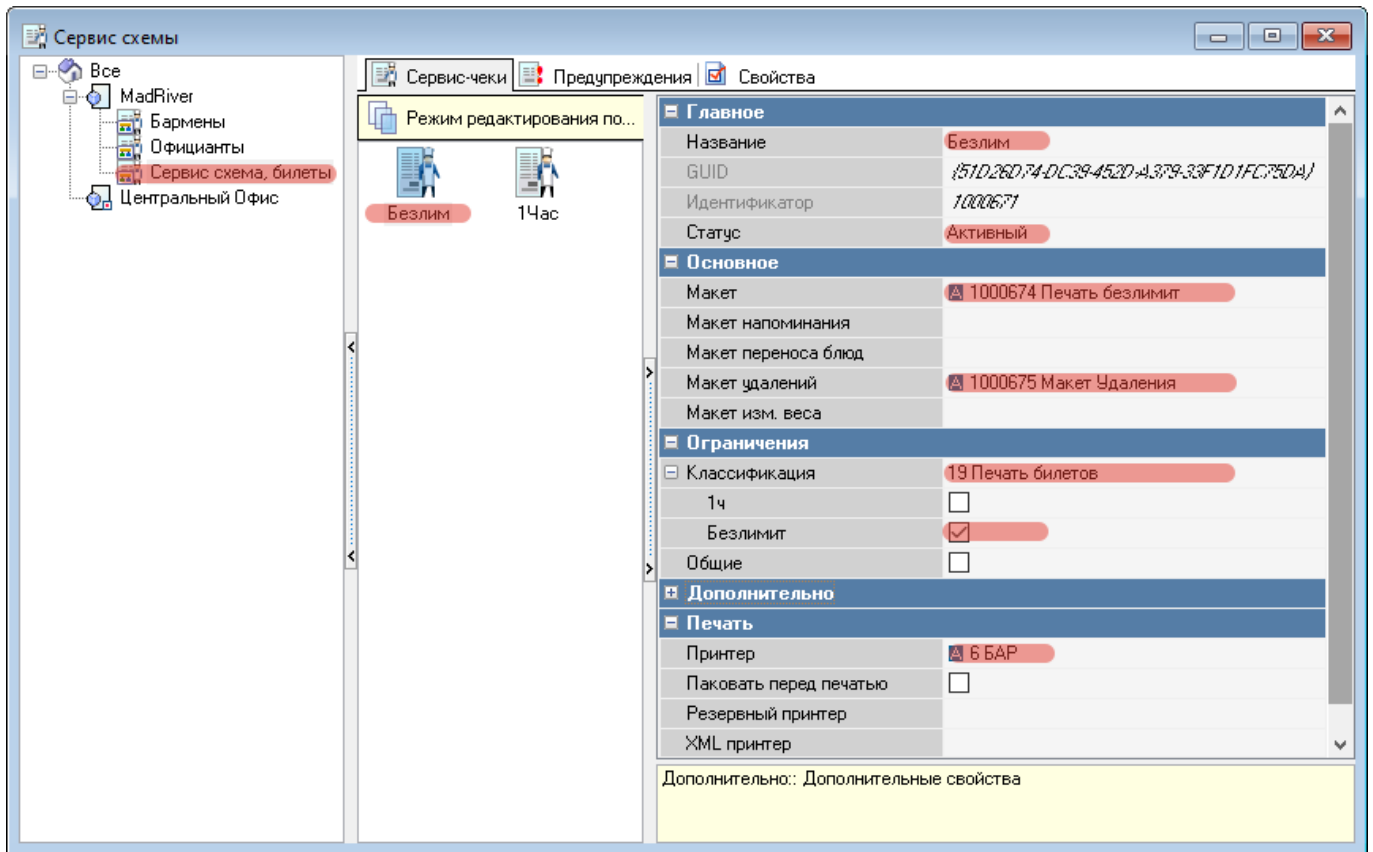 Сервис схемы
Все
MadRiver
Бармены
Официанты
Сервис схема, билеты
Центральный Офис
Сервис-чеки
Предупреждения
Свойства
Режим редактирования по...
Безлим
1Час
Главное
Название Безлим
GUID {51D26D74-DC39-452D-A379-33F1D1FC75DA}
Идентификатор 1000671
Статус Активный
Основное
Макет 1000674 Печать безлимит
Макет напоминания
Макет переноса блюд
Макет удалений 1000675 Макет Удаления
Макет изм. веса
Ограничения
Классификация 19 Печать билетов
1ч
Безлимит
Общие
Дополнительно
Печать
Принтер 6 БАР
Паковать перед печатью
Резервный принтер
XML принтер
Дополнительно:: Дополнительные свойства